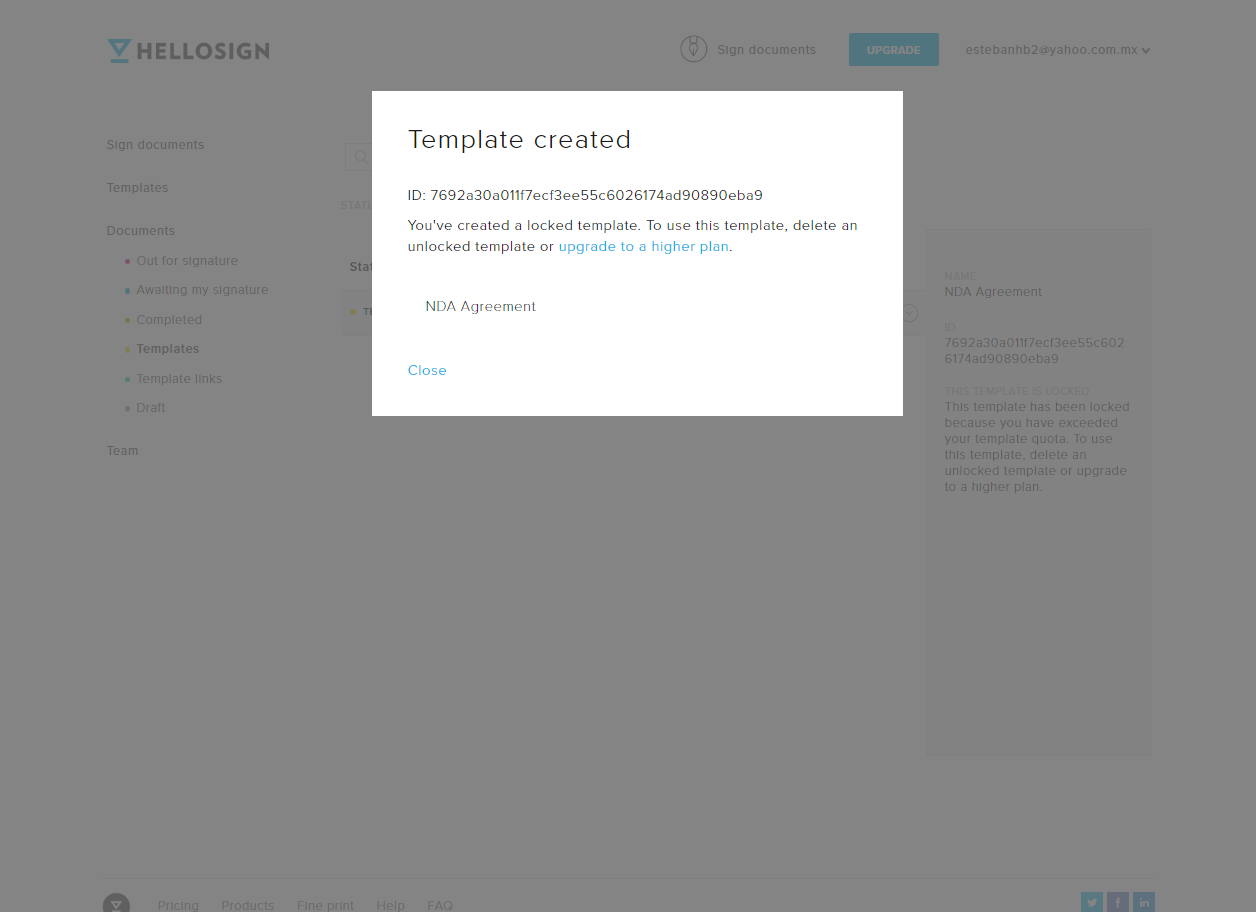 HELLOSIGN
Sign documents
UPGRADE
estebanhb2@yahoo.com.mx
Sign documents
Templates
Documents
Out for signature
Awaiting my signature
Completed
Templates
Template links
Draft
Team
Template created
ID: 7692a30a011f7ecf3ee55c6026174ad90890eba9
You've created a locked template. To use this template, delete an
unlocked template or upgrade to a higher plan.
NDA Agreement
Close
NAME
NDA Agreement
ID
7692a30a011f7ecf3ee55c602
6174ad90890eba9
THIS TEMPLATE IS LOCKED
This template has been locked
because you have exceeded
your template quota. To use
this template, delete an
unlocked template or upgrade
to a higher plan.
Pricing
Products
Fine print
Help
FAQ